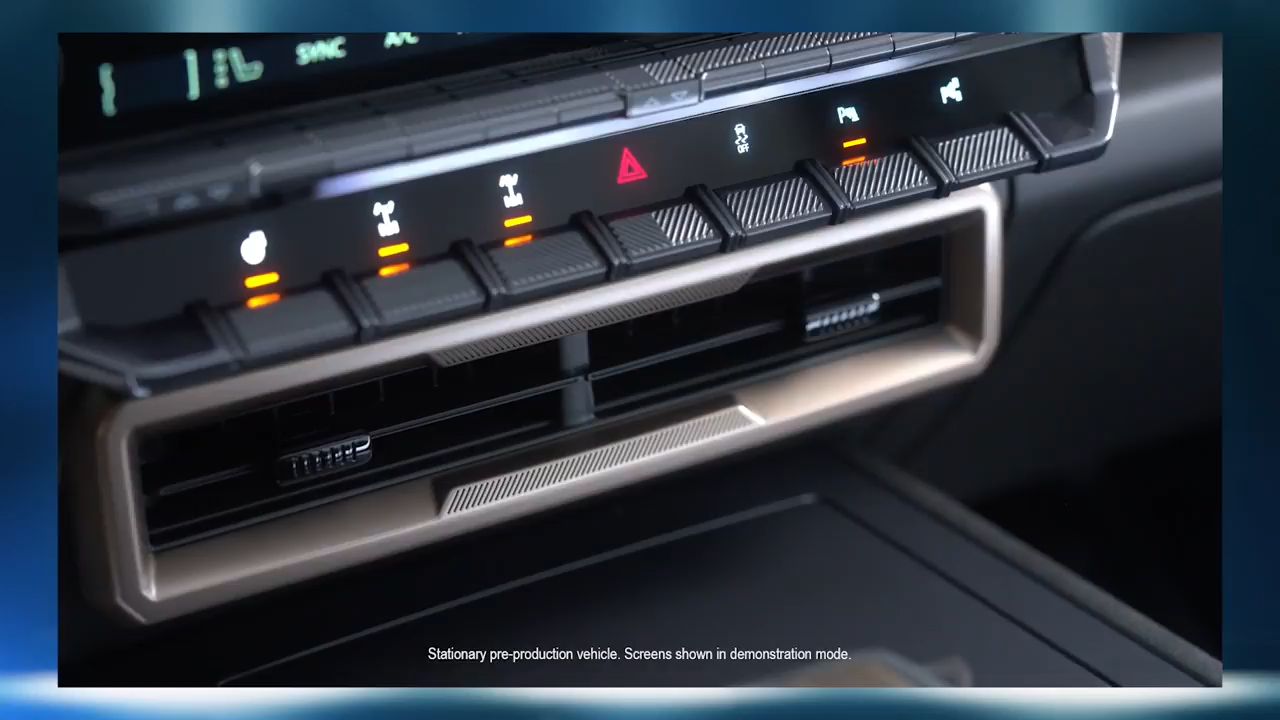 SYNC
A/C
OFF
Stationary pre-production vehicle. Screens shown in demonstration mode.